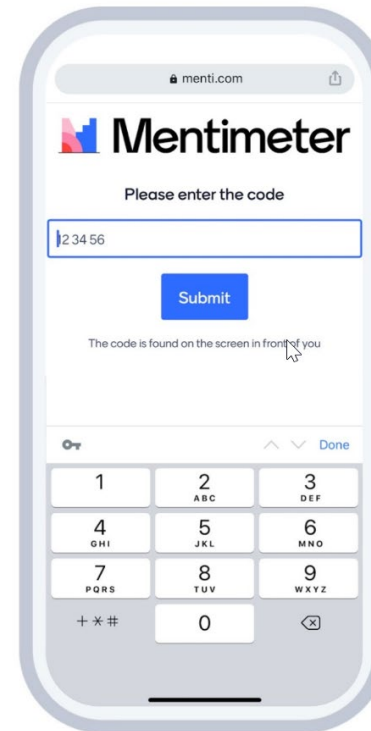 menti.com
Mentimeter
Please enter the code
12 34 56
Submit
The code is found on the screen in front of you
Done
1 2 3
ABC DEF
4 5 6
GHI JKL MNO
7 8 9
PQRS TUV WXYZ
+*# 0